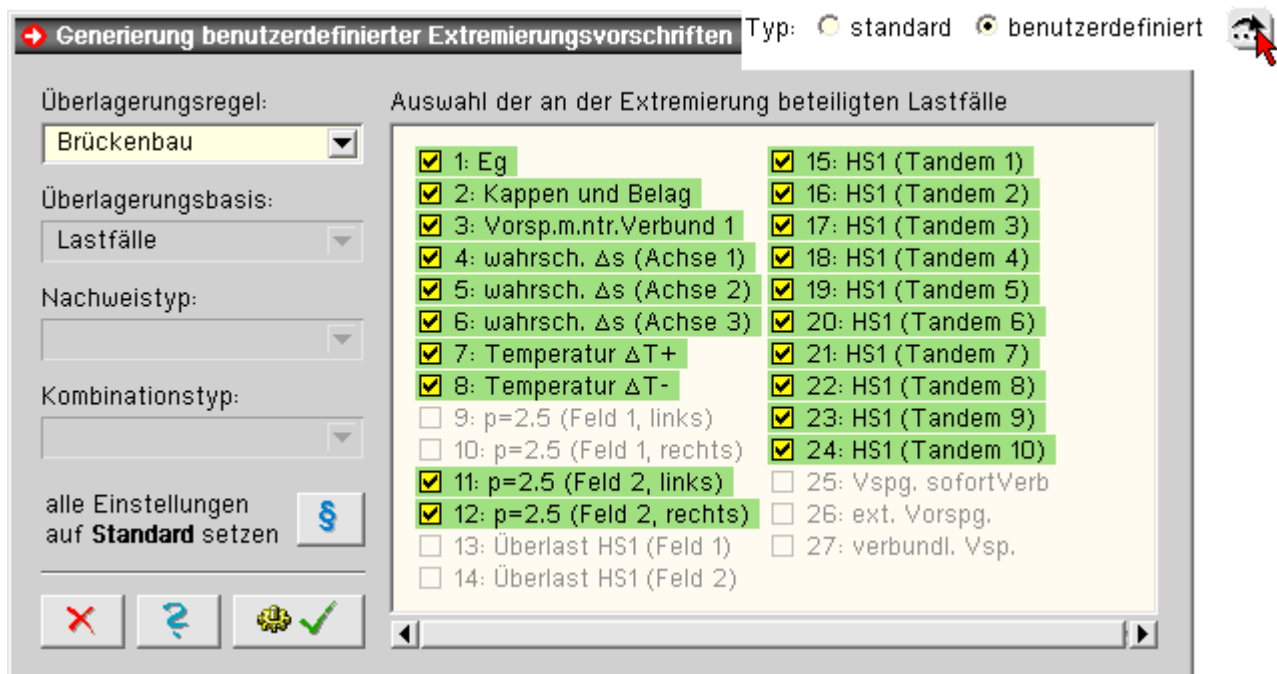 Generierung benutzerdefinierter Extremierungsvorschriften
Typ: standard benutzerdefiniert
Überlagerungsregel:
Brückenbau
Überlagerungsbasis:
Lastfälle
Nachweistyp:
Kombinationstyp:
alle Einstellungen
auf Standard setzen
§
Auswahl der an der Extremierung beteiligten Lastfälle
1: Eg
2: Kappen und Belag
3: Vorsp.m.ntr.Verbund 1
4: wahrsch. Δs (Achse 1)
5: wahrsch. Δs (Achse 2)
6: wahrsch. Δs (Achse 3)
7: Temperatur ΔT+
8: Temperatur ΔT-
9: p=2.5 (Feld 1, links)
10: p=2.5 (Feld 1, rechts)
11: p=2.5 (Feld 2, links)
12: p=2.5 (Feld 2, rechts)
13: Überlast HS1 (Feld 1)
14: Überlast HS1 (Feld 2)
15: HS1 (Tandem 1)
16: HS1 (Tandem 2)
17: HS1 (Tandem 3)
18: HS1 (Tandem 4)
19: HS1 (Tandem 5)
20: HS1 (Tandem 6)
21: HS1 (Tandem 7)
22: HS1 (Tandem 8)
23: HS1 (Tandem 9)
24: HS1 (Tandem 10)
25: Vspg. sofortVerb
26: ext. Vorspg.
27: verbundl. Vsp.